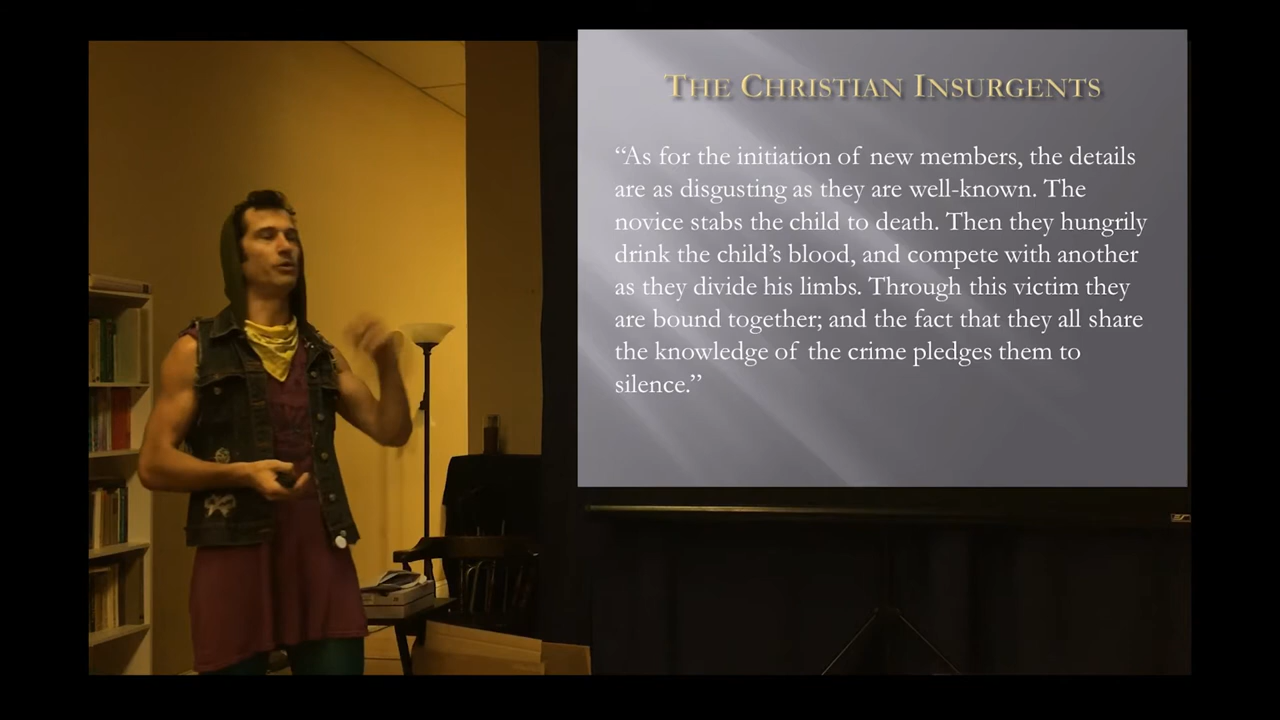 THE CHRISTIAN INSURGENTS
“As for the initiation of new members, the details
are as disgusting as they are well-known. The
novice stabs the child to death. Then they hungrily
drink the child’s blood, and compete with another
as they divide his limbs. Through this victim they
are bound together; and the fact that they all share
the knowledge of the crime pledges them to
silence.”